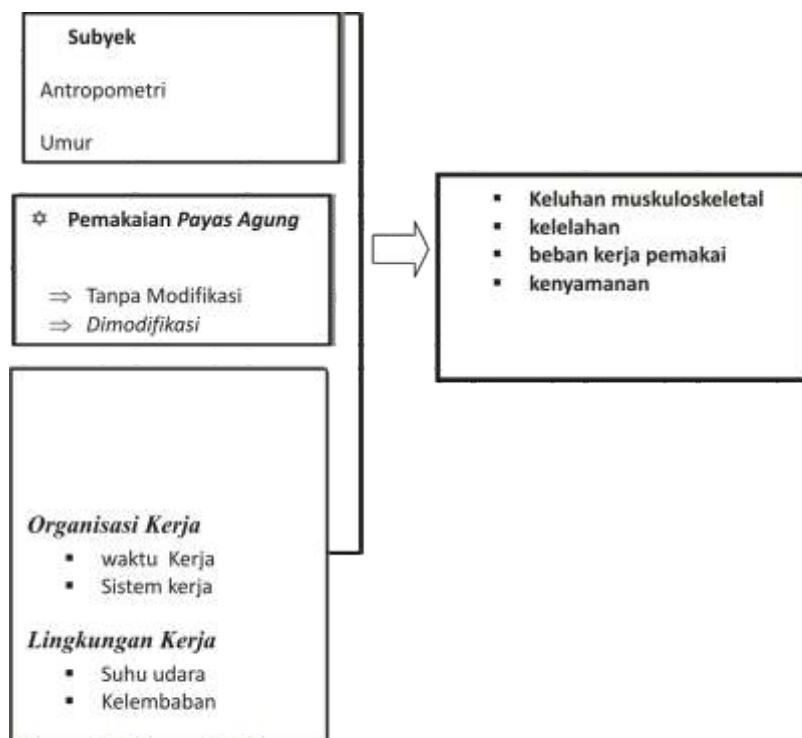 Subyek
Antropometri
Umur
✡ Pemakaian Payas Agung
⇒ Tanpa Modifikasi
⇒ Dimodifikasi
Organisasi Kerja
▪ waktu Kerja
▪ Sistem kerja
Lingkungan Kerja
▪ Suhu udara
▪ Kelembaban
▪ Keluhan muskuloskeletal
▪ kelelahan
▪ beban kerja pemakai
▪ kenyamanan